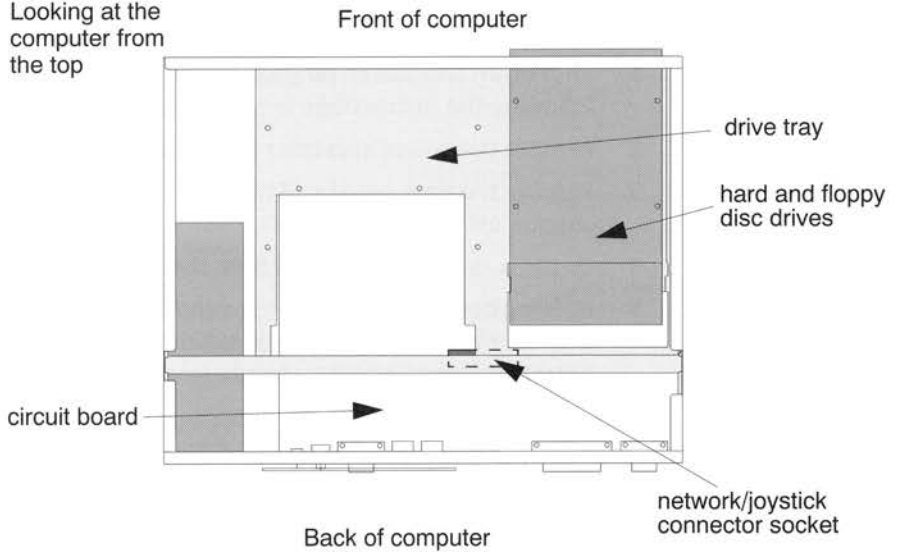 Looking at the
computer from
the top
Front of computer
drive tray
hard and floppy
disc drives
circuit board
network/joystick
connector socket
Back of computer